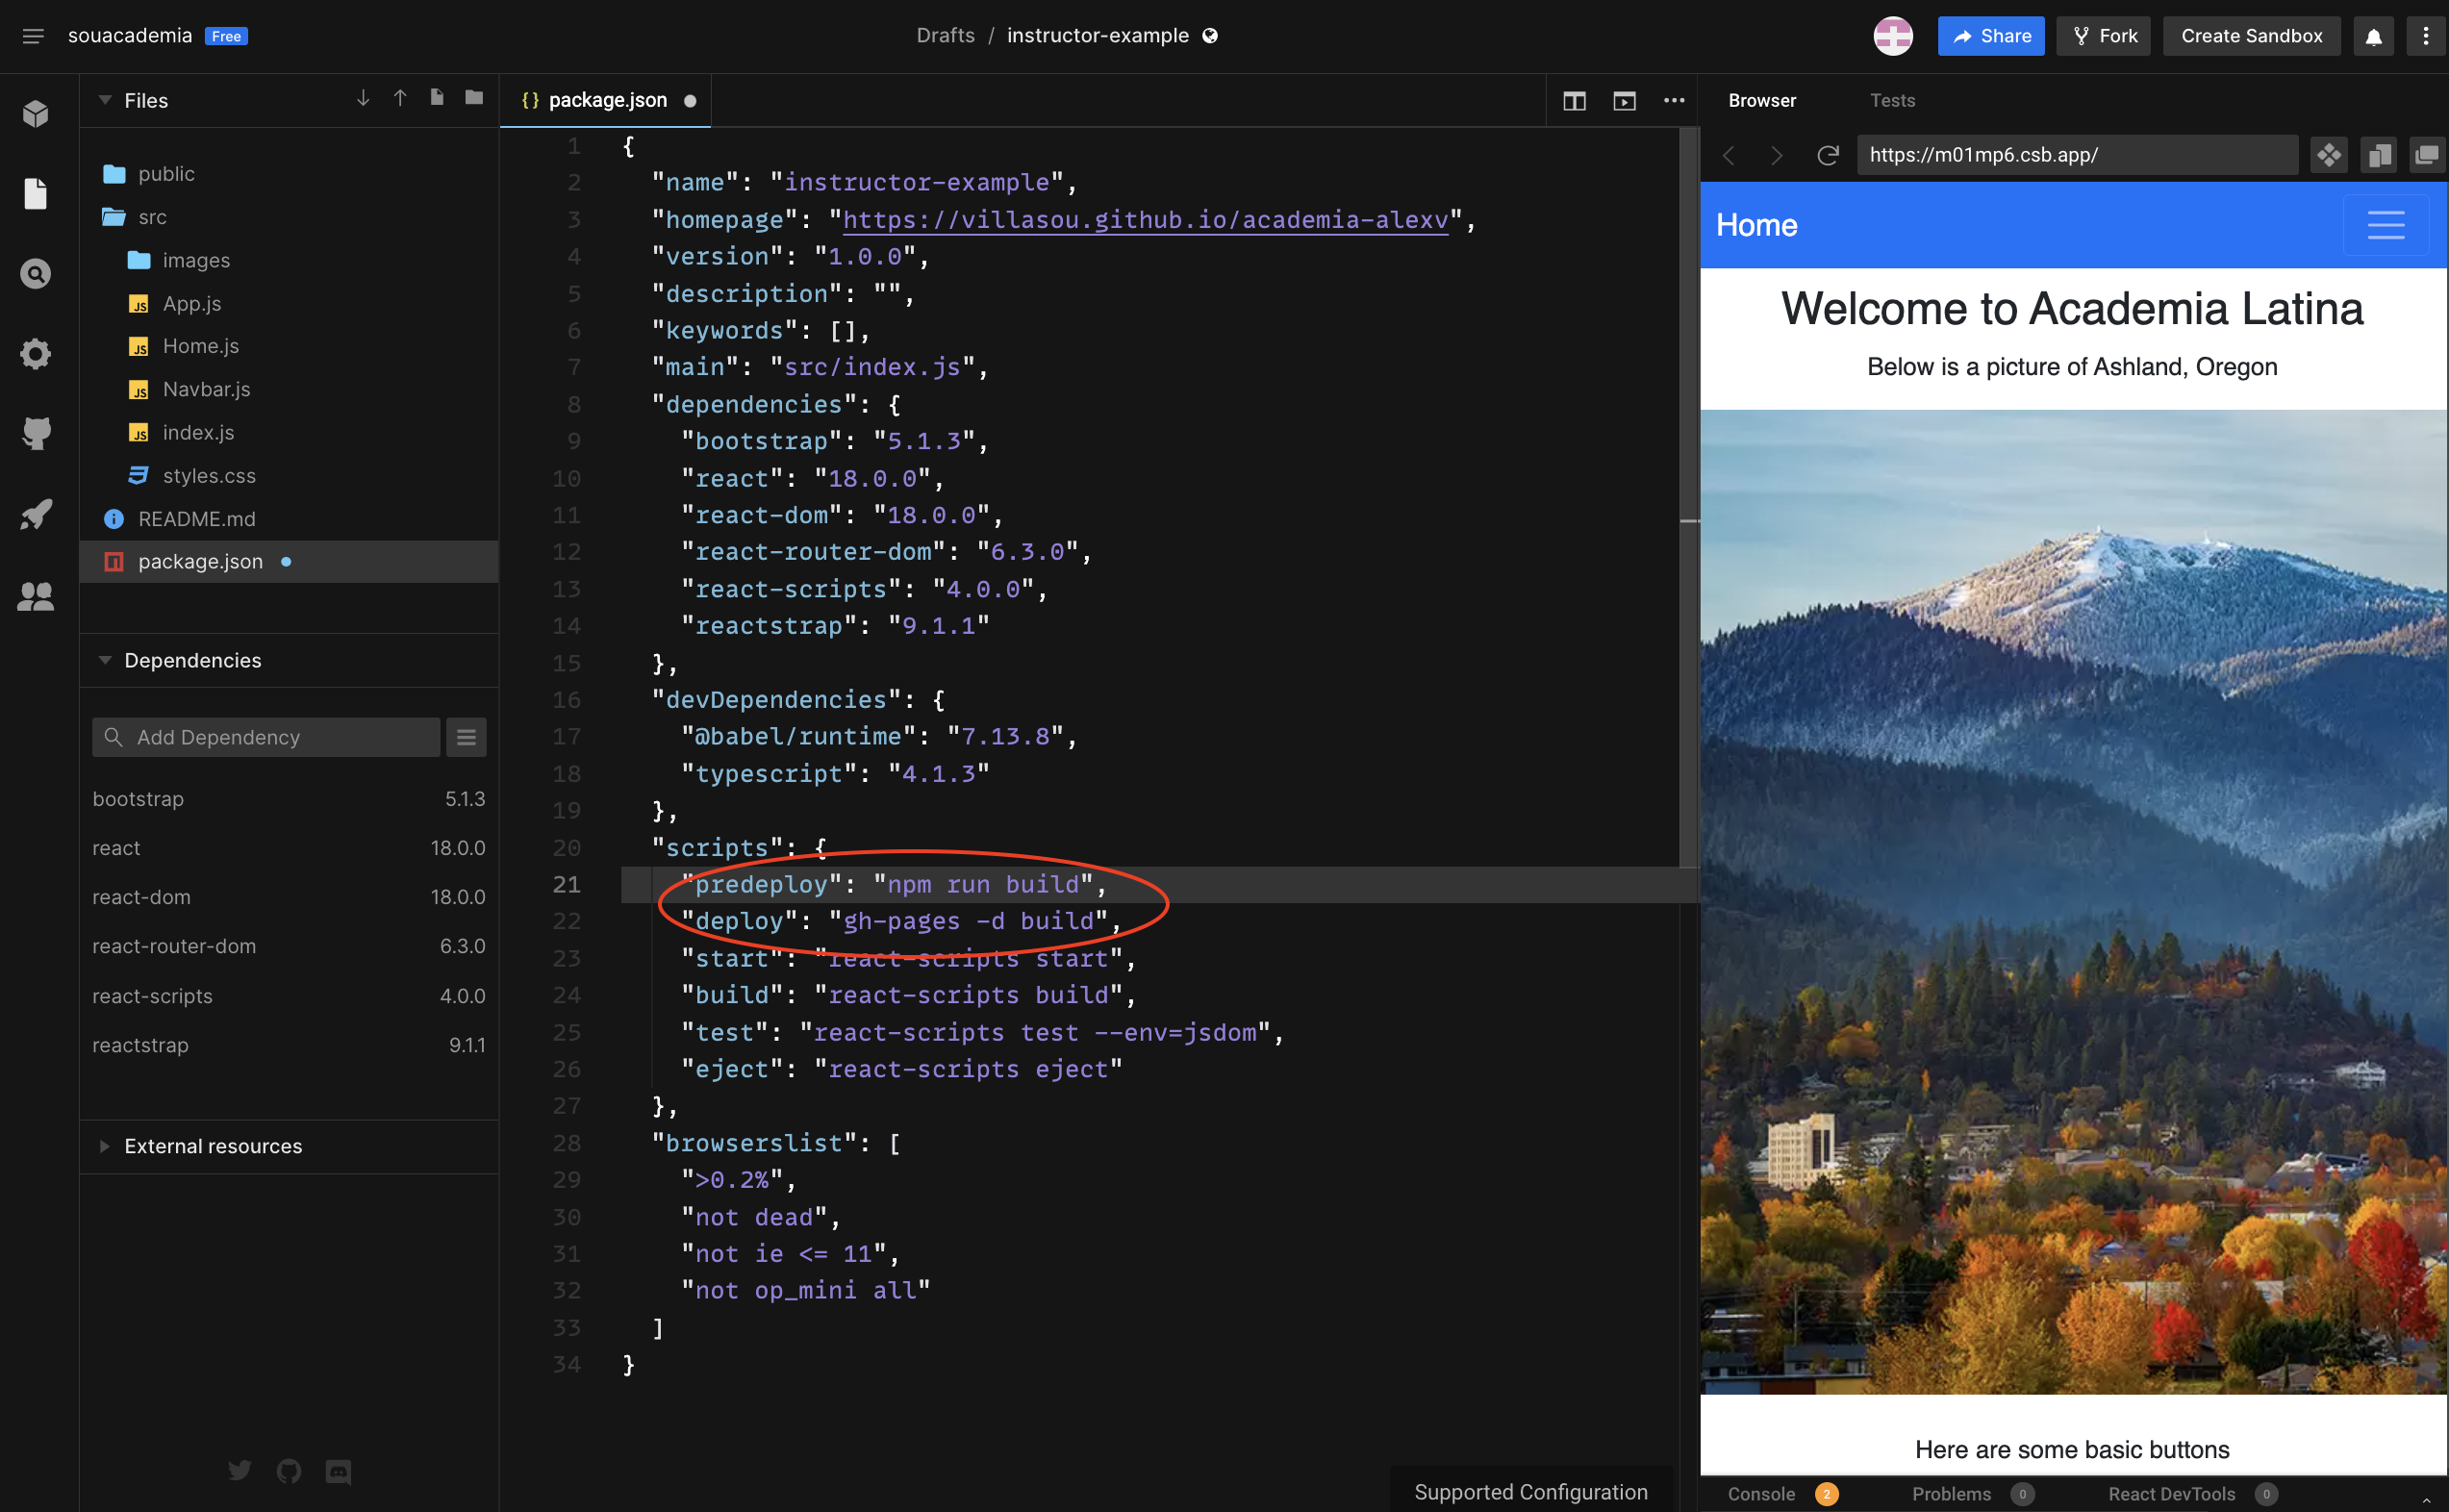 souacademia Free
Drafts / instructor-example
Share
Fork
Create Sandbox
Files
public
src
images
App.js
Home.js
Navbar.js
index.js
styles.css
README.md
package.json
Dependencies
Add Dependency
bootstrap 5.1.3
react 18.0.0
react-dom 18.0.0
react-router-dom 6.3.0
react-scripts 4.0.0
reactstrap 9.1.1
External resources
{} package.json
1 {
2 "name": "instructor-example",
3 "homepage": "https://villasou.github.io/academia-alexv",
4 "version": "1.0.0",
5 "description": "",
6 "keywords": [],
7 "main": "src/index.js",
8 "dependencies": {
9 "bootstrap": "5.1.3",
10 "react": "18.0.0",
11 "react-dom": "18.0.0",
12 "react-router-dom": "6.3.0",
13 "react-scripts": "4.0.0",
14 "reactstrap": "9.1.1"
15 },
16 "devDependencies": {
17 "@babel/runtime": "7.13.8",
18 "typescript": "4.1.3"
19 },
20 "scripts": {
21 "predeploy": "npm run build",
22 "deploy": "gh-pages -d build",
23 "start": "react-scripts start",
24 "build": "react-scripts build",
25 "test": "react-scripts test --env=jsdom",
26 "eject": "react-scripts eject"
27 },
28 "browserslist": [
29 ">0.2%",
30 "not dead",
31 "not ie <= 11",
32 "not op_mini all"
33 ]
34 }
Supported Configuration
Browser Tests
https://m01mp6.csb.app/
Home
Welcome to Academia Latina
Below is a picture of Ashland, Oregon
Here are some basic buttons
Console 2 Problems 0 React DevTools 0